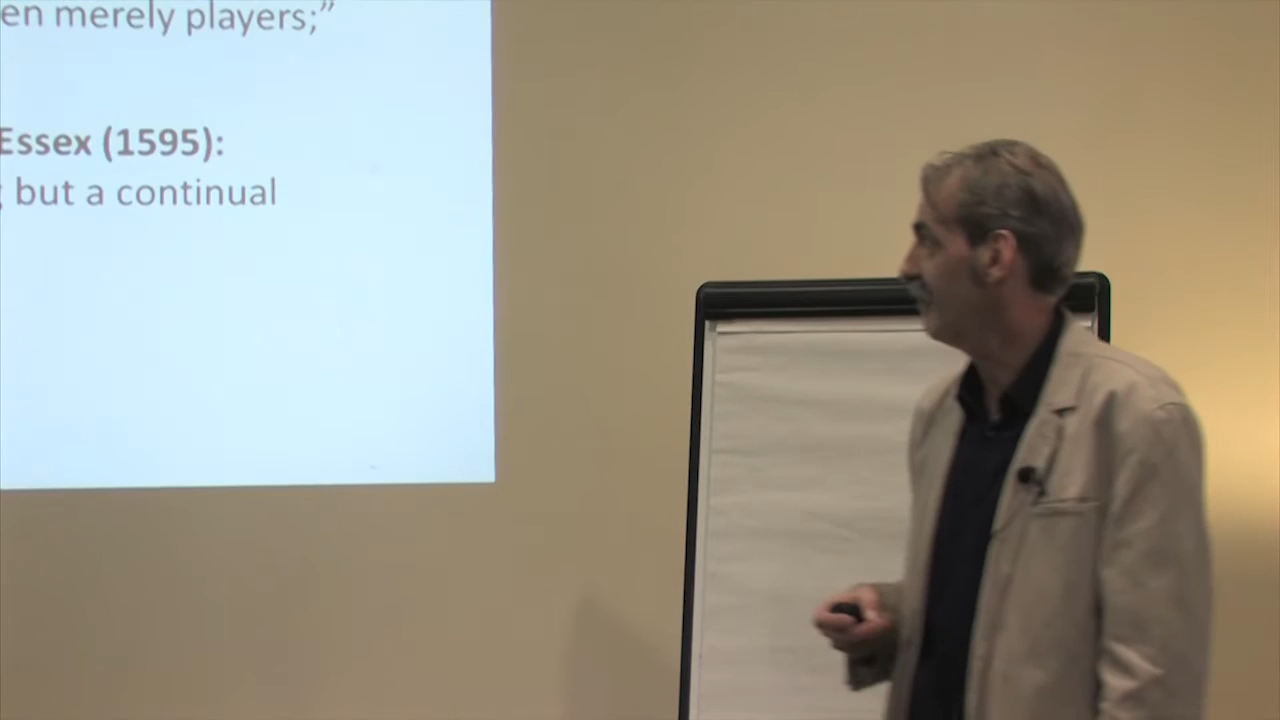 en merely players;”
Essex (1595):
; but a continual